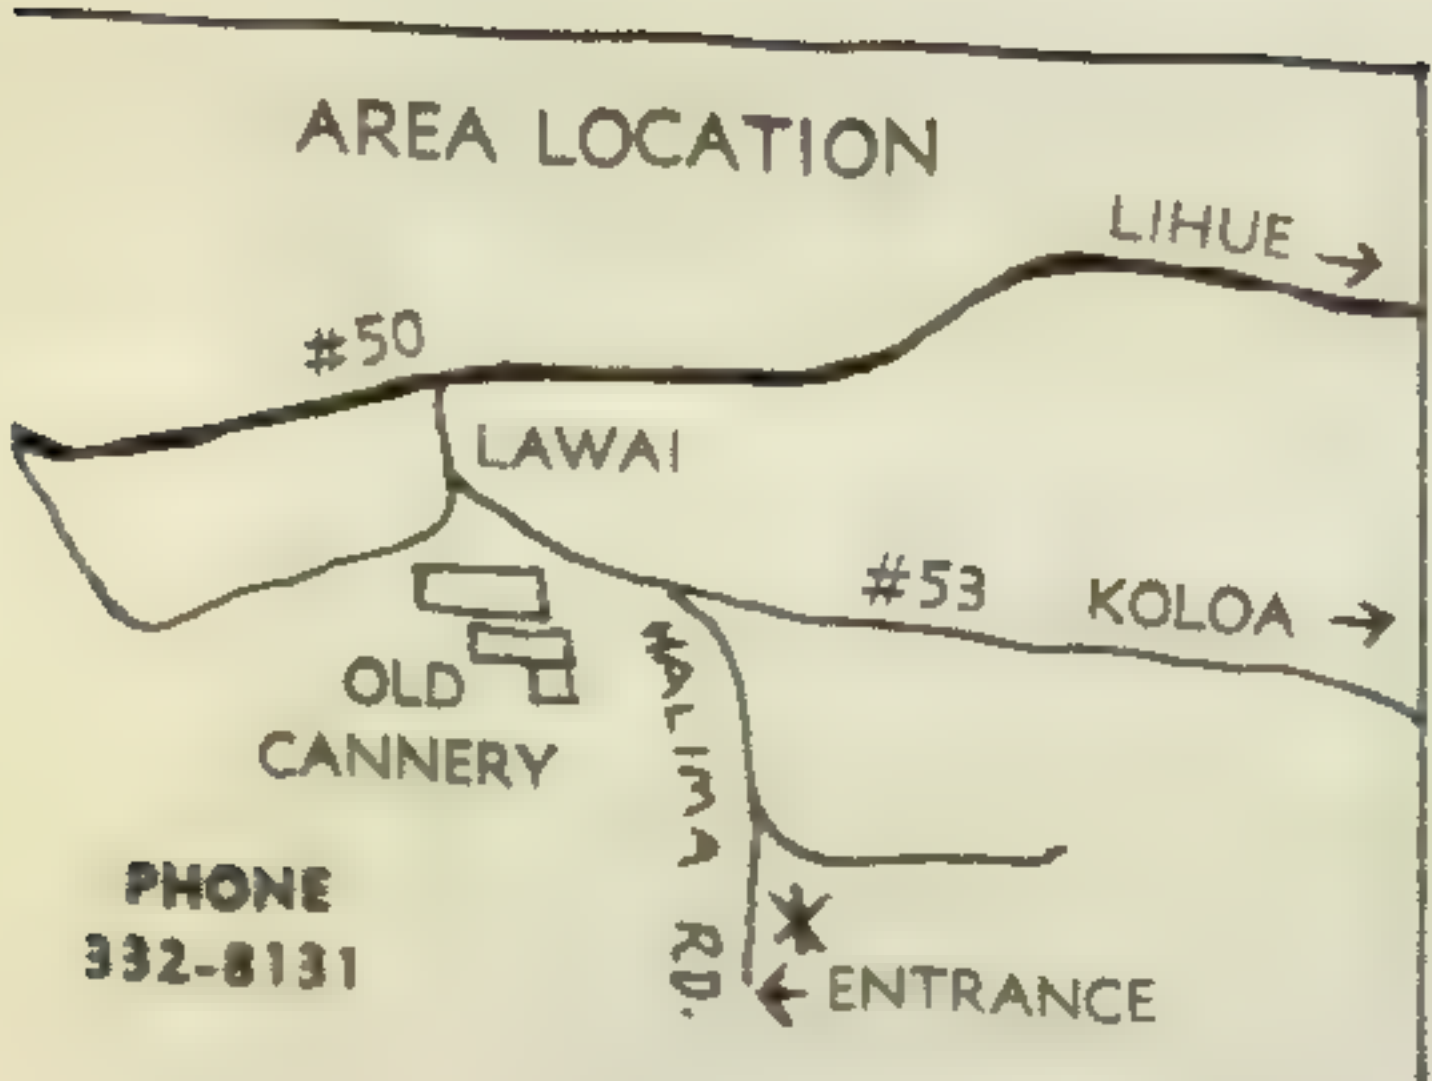 AREA LOCATION
LIHUE →
#50
LAWAI
#53
KOLOA →
OLD
CANNERY
WALIMA RD.
PHONE
332-8131
← ENTRANCE